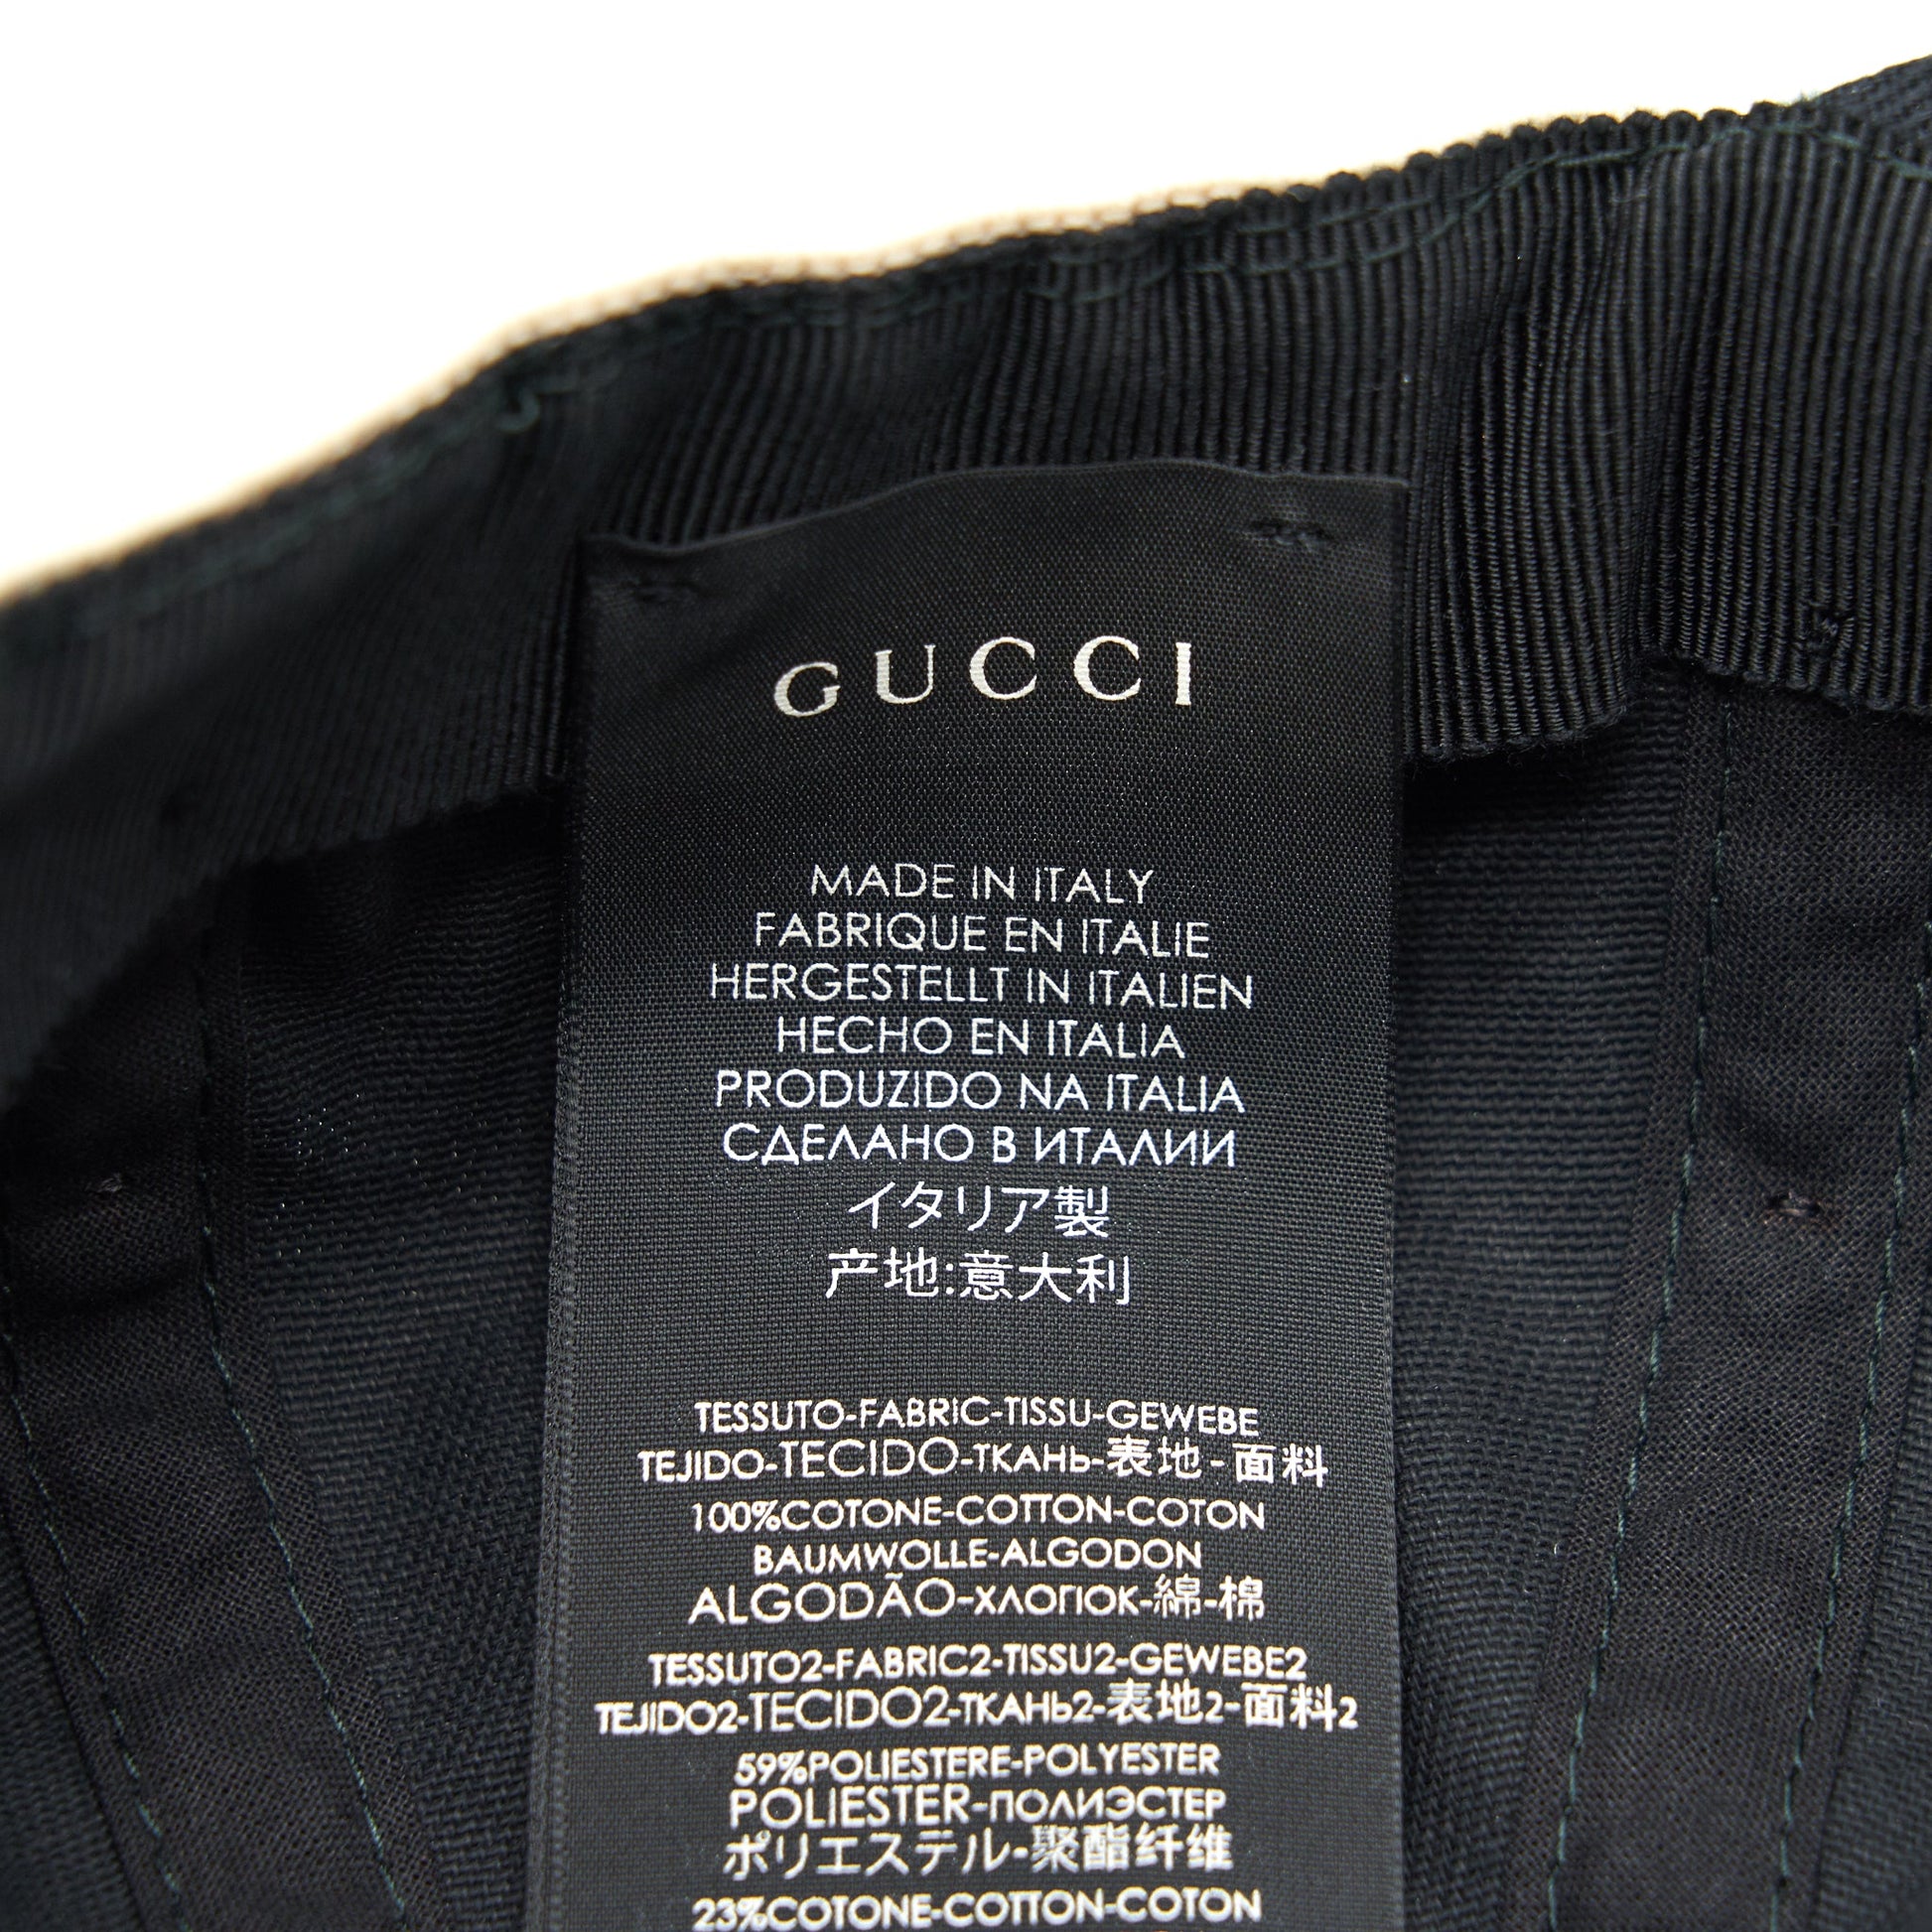 GUCCI
MADE IN ITALY
FABRIQUE EN ITALIE
HERGESTELLT IN ITALIEN
HECHO EN ITALIA
PRODUZIDO NA ITALIA
СДЕЛАНО В ИТАЛИИ
イタリア製
产地:意大利
TESSUTO-FABRIC-TISSU-GEWEBE
TEJIDO-TECIDO-ТКАНЬ-表地-面料
100%COTONE-COTTON-COTON
BAUMWOLLE-ALGODON
ALGODÃO-ХЛОПОК-綿-棉
TESSUTO2-FABRIC2-TISSU2-GEWEBE2
TEJIDO2-TECIDO2-ТКАНЬ2-表地2-面料2
59%POLIESTERE-POLYESTER
POLIESTER-ПОЛИЭСТЕР
ポリエステル-聚酯纤维
23%COTONE-COTTON-COTON